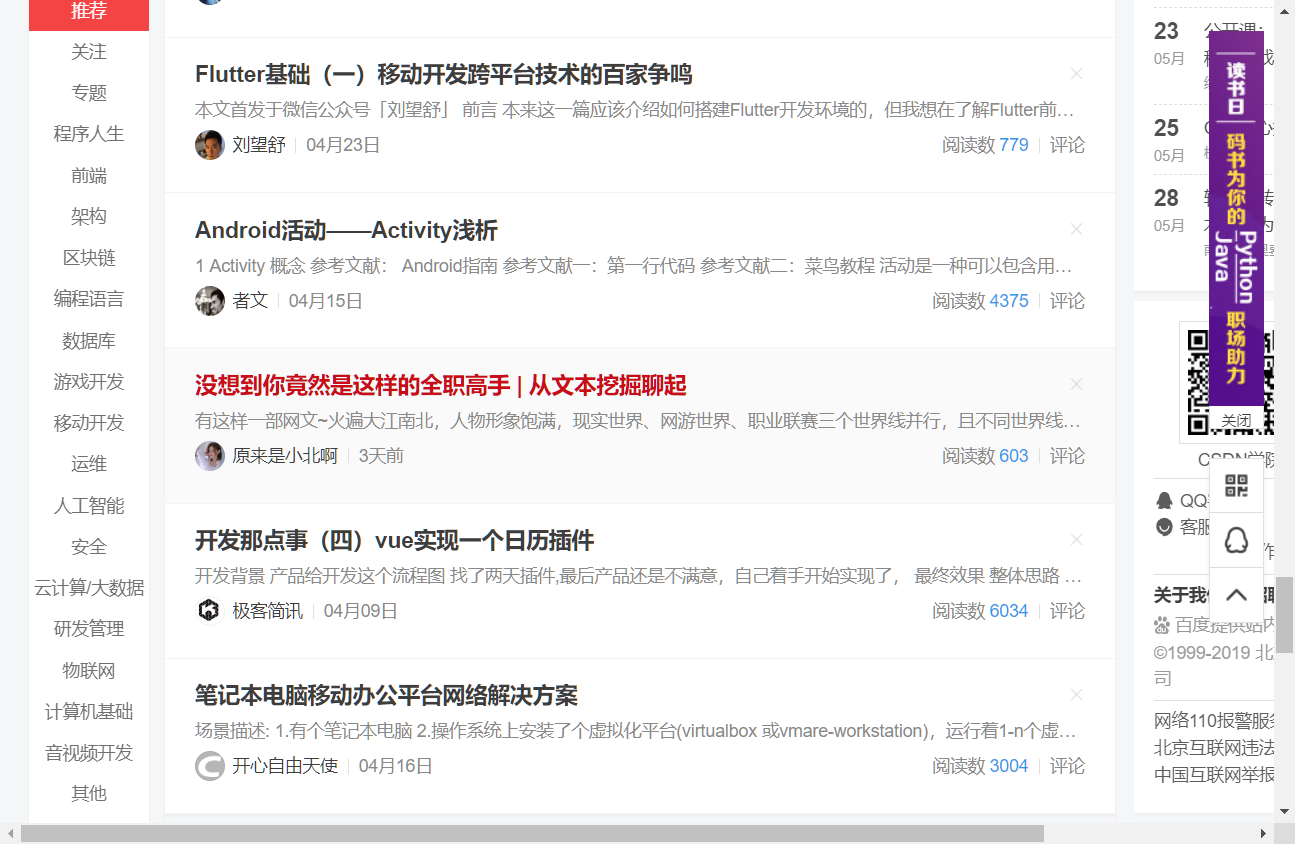 推荐
关注
专题
程序人生
前端
架构
区块链
编程语言
数据库
游戏开发
移动开发
运维
人工智能
安全
云计算/大数据
研发管理
物联网
计算机基础
音视频开发
其他
Flutter基础（一）移动开发跨平台技术的百家争鸣
本文首发于微信公众号「刘望舒」 前言 本来这一篇应该介绍如何搭建Flutter开发环境的，但我想在了解Flutter前…
刘望舒 04月23日 阅读数 779 评论
Android活动——Activity浅析
1 Activity 概念 参考文献： Android指南 参考文献一：第一行代码 参考文献二：菜鸟教程 活动是一种可以包含用…
者文 04月15日 阅读数 4375 评论
没想到你竟然是这样的全职高手 | 从文本挖掘聊起
有这样一部网文~火遍大江南北，人物形象饱满，现实世界、网游世界、职业联赛三个世界线并行，且不同世界线…
原来是小北啊 3天前 阅读数 603 评论
开发那点事（四）vue实现一个日历插件
开发背景 产品给开发这个流程图 找了两天插件,最后产品还是不满意，自己着手开始实现了， 最终效果 整体思路 …
极客简讯 04月09日 阅读数 6034 评论
笔记本电脑移动办公平台网络解决方案
场景描述: 1.有个笔记本电脑 2.操作系统上安装了个虚拟化平台(virtualbox 或vmare-workstation)，运行着1-n个虚…
开心自由天使 04月16日 阅读数 3004 评论
23
05月
公开课：
25
05月
28
05月
读书日
码书为你的
Python
Java
职场助力
关闭
CSDN学院
QQ
客服
关于我
百度提供站内
©1999-2019 北
司
网络110报警服务
北京互联网违法
中国互联网举报